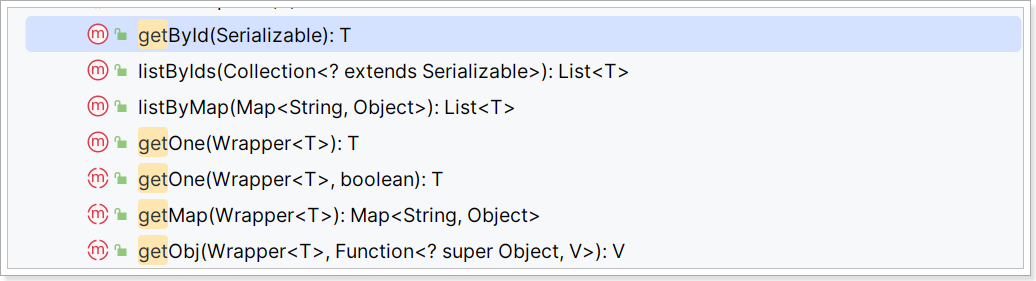 getById(Serializable): T
listByIds(Collection<? extends Serializable>): List<T>
listByMap(Map<String, Object>): List<T>
getOne(Wrapper<T>): T
getOne(Wrapper<T>, boolean): T
getMap(Wrapper<T>): Map<String, Object>
getObj(Wrapper<T>, Function<? super Object, V>): V